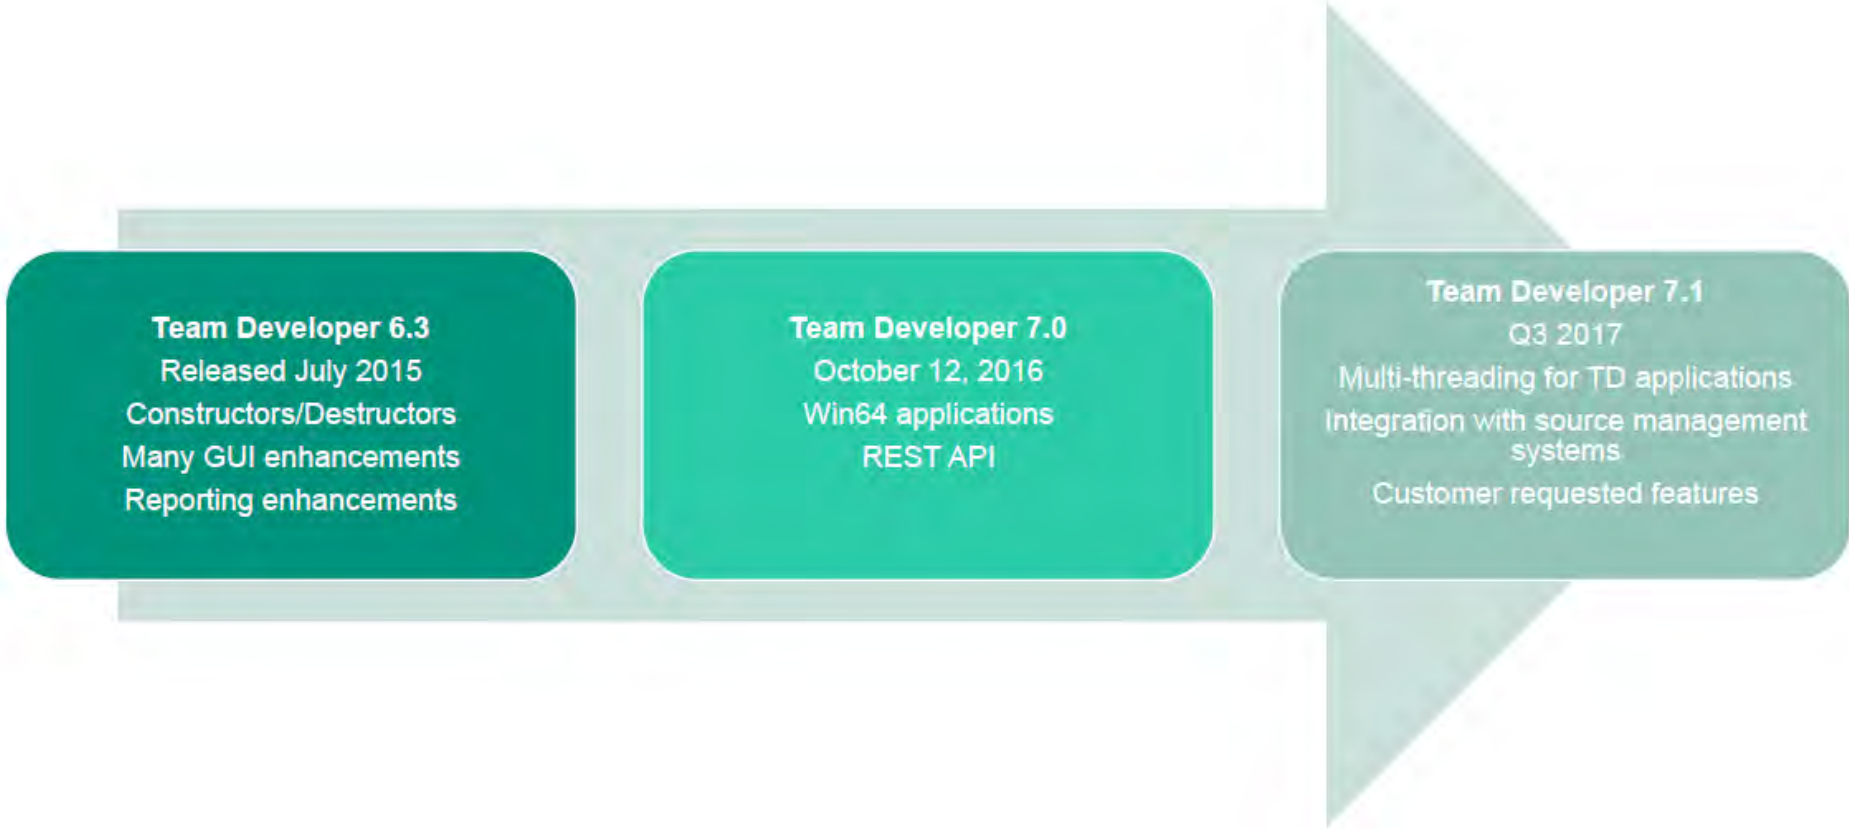 Team Developer 6.3
Released July 2015
Constructors/Destructors
Many GUI enhancements
Reporting enhancements
Team Developer 7.0
October 12, 2016
Win64 applications
REST API
Team Developer 7.1
Q3 2017
Multi-threading for TD applications
Integration with source management
systems
Customer requested features